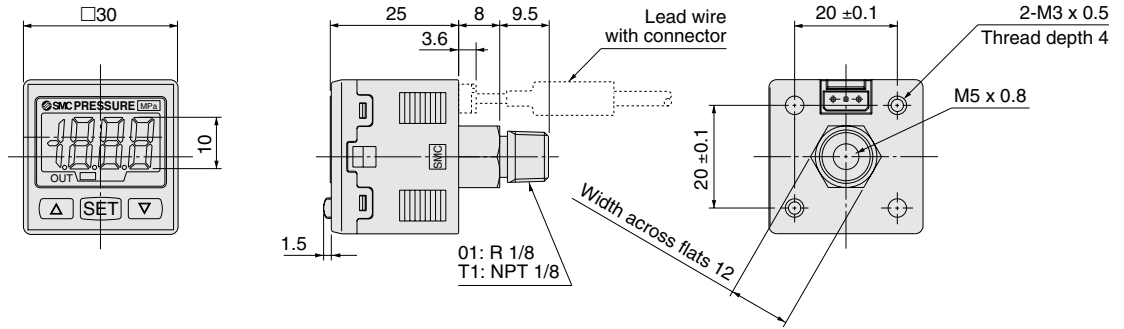 □30
SMC PRESSURE MPa
-1.8.8.8
OUT
SET
10
25
8
9.5
3.6
1.5
Lead wire
with connector
SMC
01: R 1/8
T1: NPT 1/8
20 ±0.1
20 ±0.1
2-M3 x 0.5
Thread depth 4
M5 x 0.8
Width across flats 12